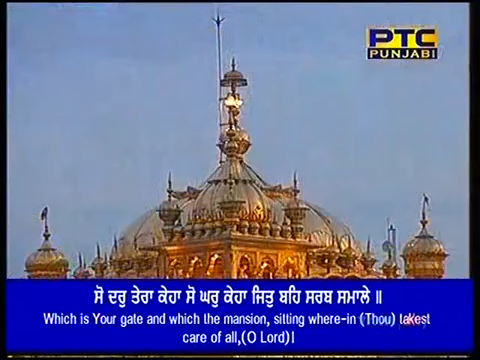 PTC
PUNJABI
ਸੋ ਦਰੁ ਤੇਰਾ ਕੇਹਾ ਸੋ ਘਰੁ ਕੇਹਾ ਜਿਤੁ ਬਹਿ ਸਰਬ ਸਮਾਲੇ ॥
Which is Your gate and which the mansion, sitting where-in (Thou) takest
care of all,(O Lord)।